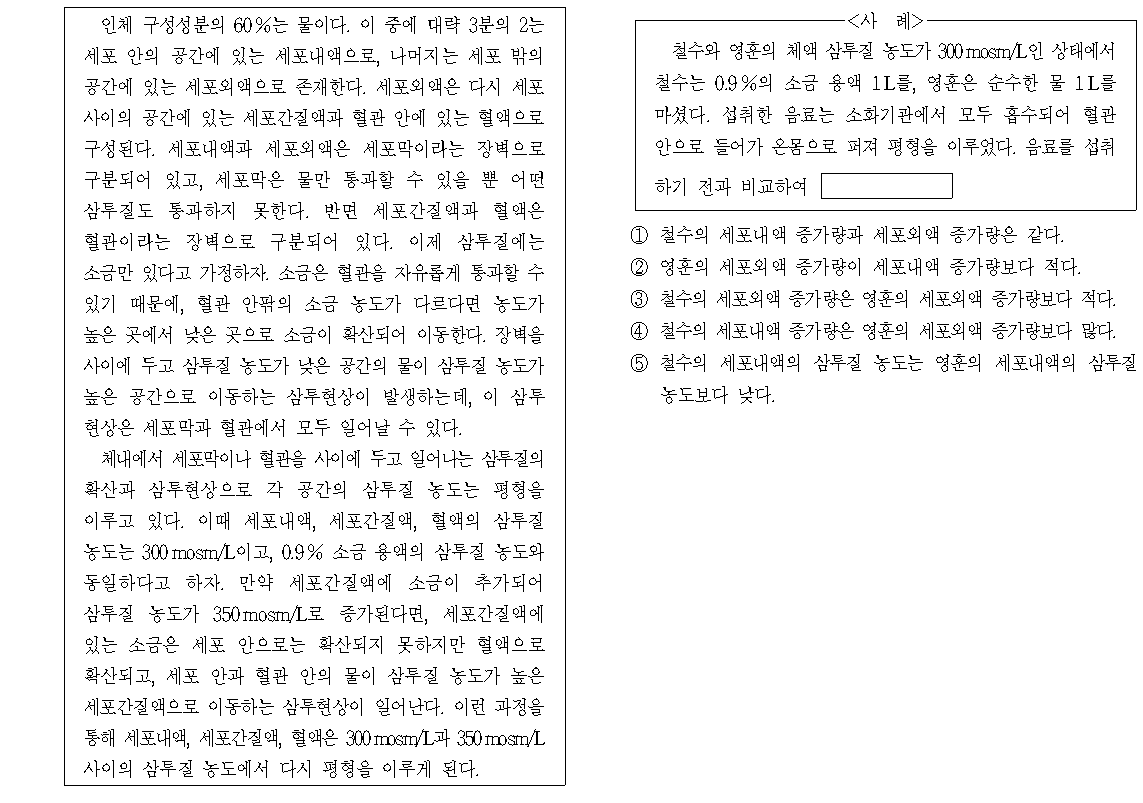 인체 구성성분의 60%는 물이다. 이 중에 대략 3분의 2는
세포 안의 공간에 있는 세포내액으로, 나머지는 세포 밖의
공간에 있는 세포외액으로 존재한다. 세포외액은 다시 세포
사이의 공간에 있는 세포간질액과 혈관 안에 있는 혈액으로
구성된다. 세포내액과 세포외액은 세포막이라는 장벽으로
구분되어 있고, 세포막은 물만 통과할 수 있을 뿐 어떤
삼투질도 통과하지 못한다. 반면 세포간질액과 혈액은
혈관이라는 장벽으로 구분되어 있다. 이제 삼투질에는
소금만 있다고 가정하자. 소금은 혈관을 자유롭게 통과할 수
있기 때문에, 혈관 안팎의 소금 농도가 다르다면 농도가
높은 곳에서 낮은 곳으로 소금이 확산되어 이동한다. 장벽을
사이에 두고 삼투질 농도가 낮은 공간의 물이 삼투질 농도가
높은 공간으로 이동하는 삼투현상이 발생하는데, 이 삼투
현상은 세포막과 혈관에서 모두 일어날 수 있다.
체내에서 세포막이나 혈관을 사이에 두고 일어나는 삼투질의
확산과 삼투현상으로 각 공간의 삼투질 농도는 평형을
이루고 있다. 이때 세포내액, 세포간질액, 혈액의 삼투질
농도는 300 mosm/L이고, 0.9% 소금 용액의 삼투질 농도와
동일하다고 하자. 만약 세포간질액에 소금이 추가되어
삼투질 농도가 350 mosm/L로 증가된다면, 세포간질액에
있는 소금은 세포 안으로는 확산되지 못하지만 혈액으로
확산되고, 세포 안과 혈관 안의 물이 삼투질 농도가 높은
세포간질액으로 이동하는 삼투현상이 일어난다. 이런 과정을
통해 세포내액, 세포간질액, 혈액은 300 mosm/L과 350 mosm/L
사이의 삼투질 농도에서 다시 평형을 이루게 된다.
<사 례>
철수와 영훈의 체액 삼투질 농도가 300 mosm/L인 상태에서
철수는 0.9%의 소금 용액 1 L를, 영훈은 순수한 물 1 L를
마셨다. 섭취한 음료는 소화기관에서 모두 흡수되어 혈관
안으로 들어가 온몸으로 퍼져 평형을 이루었다. 음료를 섭취
하기 전과 비교하여
① 철수의 세포내액 증가량과 세포외액 증가량은 같다.
② 영훈의 세포외액 증가량이 세포내액 증가량보다 적다.
③ 철수의 세포외액 증가량은 영훈의 세포외액 증가량보다 적다.
④ 철수의 세포내액 증가량은 영훈의 세포외액 증가량보다 많다.
⑤ 철수의 세포내액의 삼투질 농도는 영훈의 세포내액의 삼투질
농도보다 낮다.